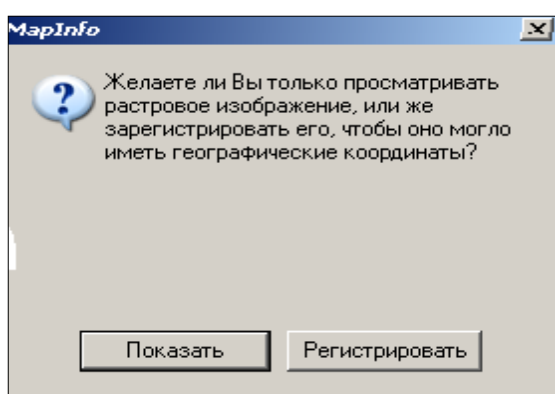 MapInfo
Желаете ли Вы только просматривать
растровое изображение, или же
зарегистрировать его, чтобы оно могло
иметь географические координаты?
Показать
Регистрировать